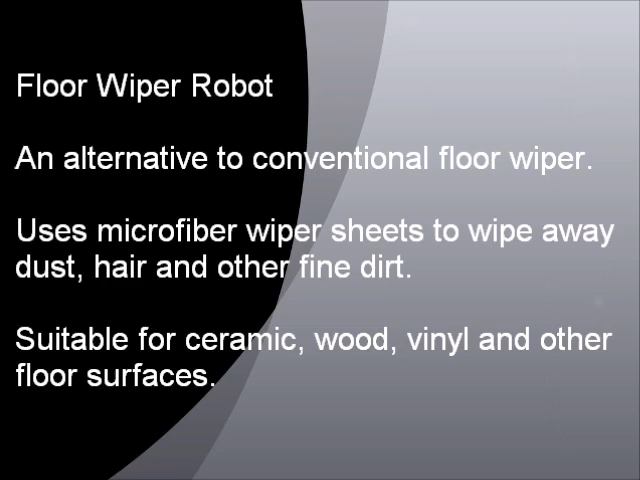 Floor Wiper Robot
An alternative to conventional floor wiper.
Uses microfiber wiper sheets to wipe away
dust, hair and other fine dirt.
Suitable for ceramic, wood, vinyl and other
floor surfaces.